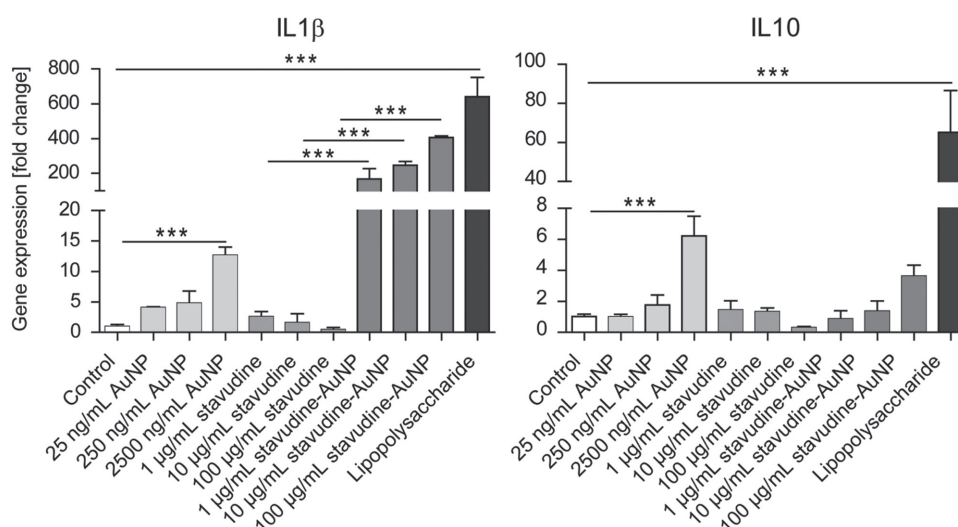 IL1β
Gene expression [fold change]
800
600
400
200
20
15
10
5
0
***
***
***
***
***
Control
25 ng/mL AuNP
250 ng/mL AuNP
2500 ng/mL AuNP
1 µg/mL stavudine
10 µg/mL stavudine
100 µg/mL stavudine
1 µg/mL stavudine-AuNP
10 µg/mL stavudine-AuNP
100 µg/mL stavudine-AuNP
Lipopolysaccharide
IL10
100
80
60
40
8
6
4
2
0
***
***
Control
25 ng/mL AuNP
250 ng/mL AuNP
2500 ng/mL AuNP
1 µg/mL stavudine
10 µg/mL stavudine
100 µg/mL stavudine
1 µg/mL stavudine-AuNP
10 µg/mL stavudine-AuNP
100 µg/mL stavudine-AuNP
Lipopolysaccharide